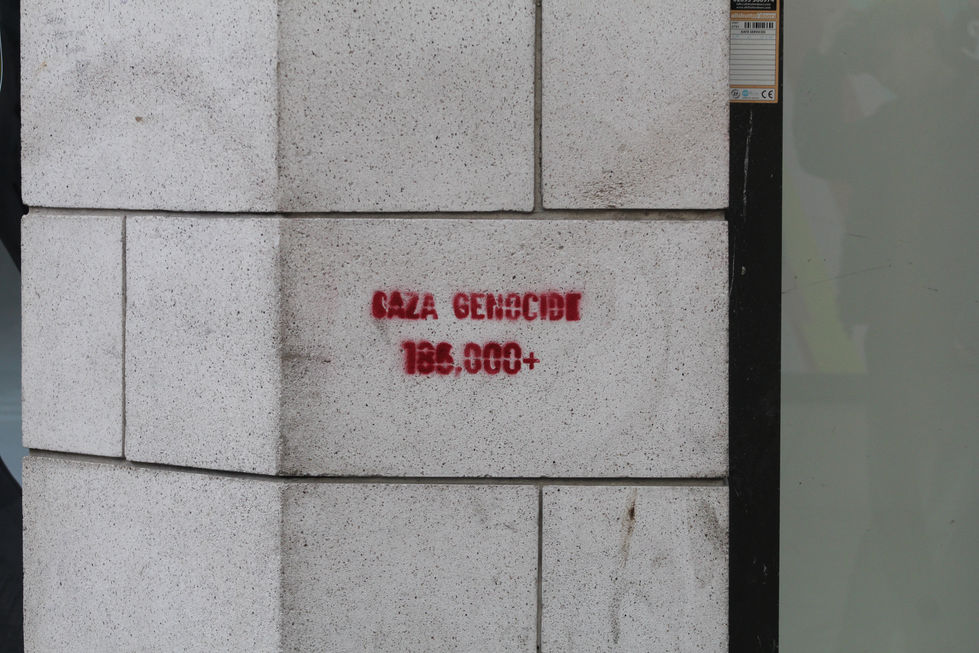 GAZA GENOCIDE
186.000+